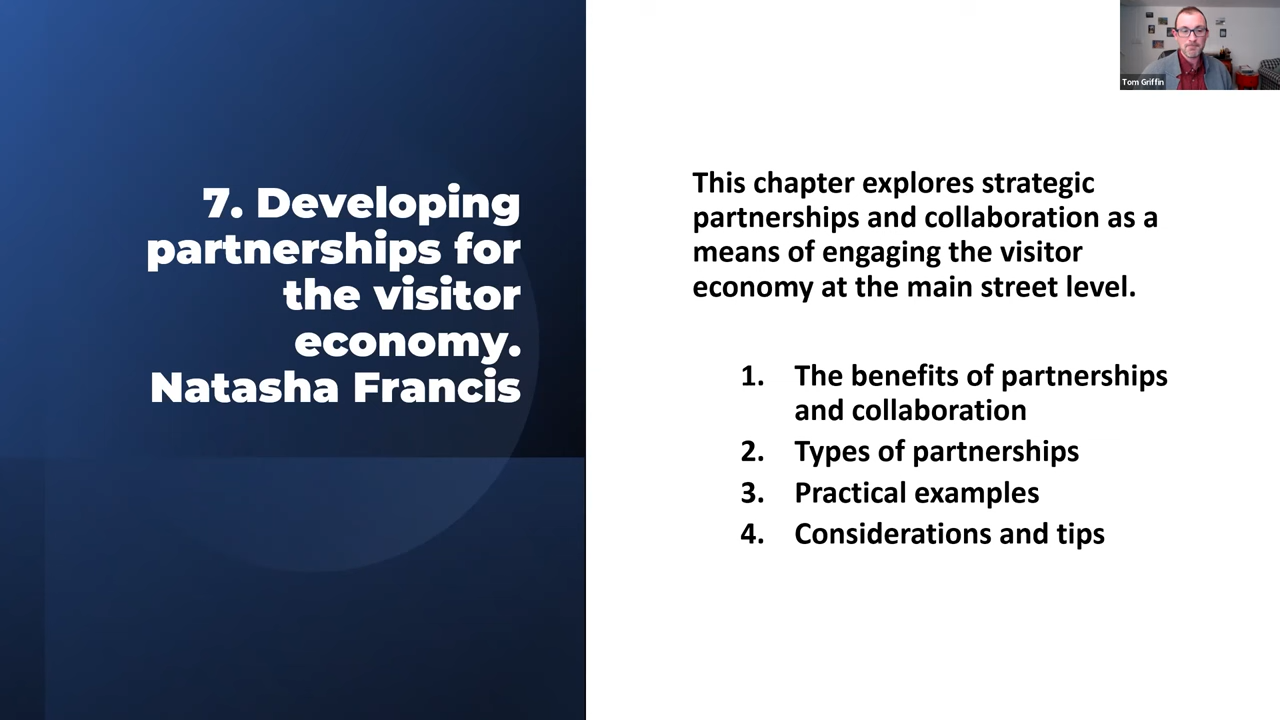 7. Developing
partnerships for
the visitor
economy.
Natasha Francis
This chapter explores strategic
partnerships and collaboration as a
means of engaging the visitor
economy at the main street level.
1. The benefits of partnerships
and collaboration
2. Types of partnerships
3. Practical examples
4. Considerations and tips
Tom Griffin